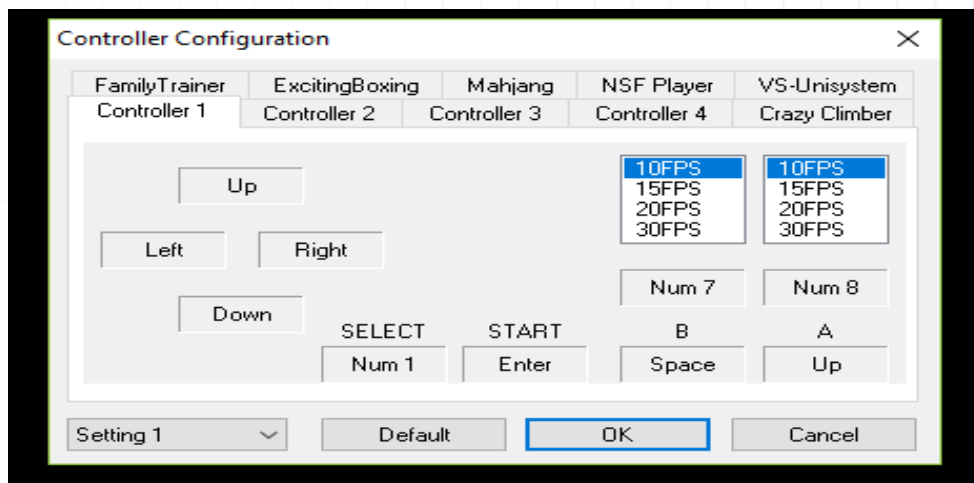 Controller Configuration
FamilyTrainer ExcitingBoxing Mahjang NSF Player VS-Unisystem
Controller 1 Controller 2 Controller 3 Controller 4 Crazy Climber
10FPS 10FPS
15FPS 15FPS
20FPS 20FPS
30FPS 30FPS
Up
Left Right
Num 7 Num 8
Down
SELECT START B A
Num 1 Enter Space Up
Setting 1 Default OK Cancel